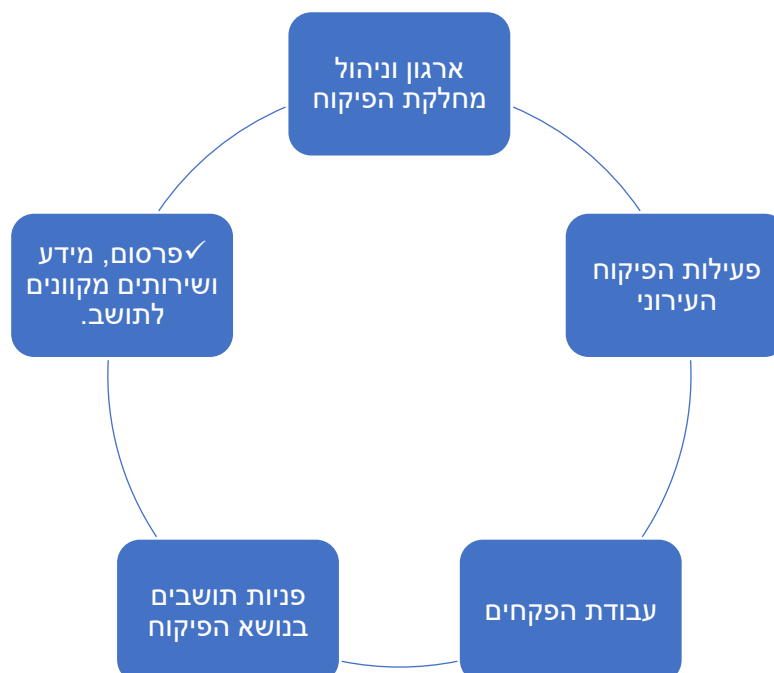 ארגון וניהול
מחלקת הפיקוח
פעילות הפיקוח
העירוני
עבודת הפקחים
פניות תושבים
בנושא הפיקוח
✓פרסום, מידע
ושירותים מקוונים
לתושב.